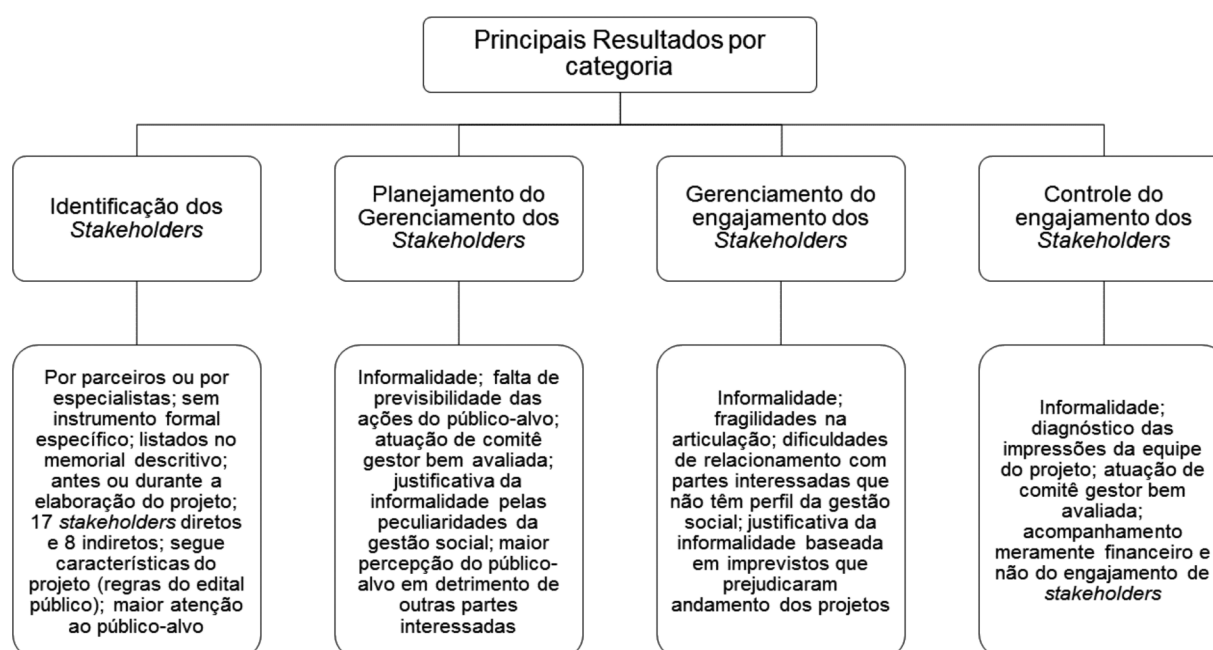 Principais Resultados por
categoria
Identificação dos
Stakeholders
Planejamento do
Gerenciamento dos
Stakeholders
Gerenciamento do
engajamento dos
Stakeholders
Controle do
engajamento dos
Stakeholders
Por parceiros ou por
especialistas; sem
instrumento formal
específico; listados no
memorial descritivo;
antes ou durante a
elaboração do projeto;
17 stakeholders diretos
e 8 indiretos; segue
características do
projeto (regras do edital
público); maior atenção
ao público-alvo
Informalidade; falta de
previsibilidade das
ações do público-alvo;
atuação de comitê
gestor bem avaliada;
justificativa da
informalidade pelas
peculiaridades da
gestão social; maior
percepção do público-
alvo em detrimento de
outras partes
interessadas
Informalidade;
fragilidades na
articulação; dificuldades
de relacionamento com
partes interessadas que
não têm perfil da gestão
social; justificativa da
informalidade baseada
em imprevistos que
prejudicaram
andamento dos projetos
Informalidade;
diagnóstico das
impressões da equipe
do projeto; atuação de
comitê gestor bem
avaliada;
acompanhamento
meramente financeiro e
não do engajamento de
stakeholders